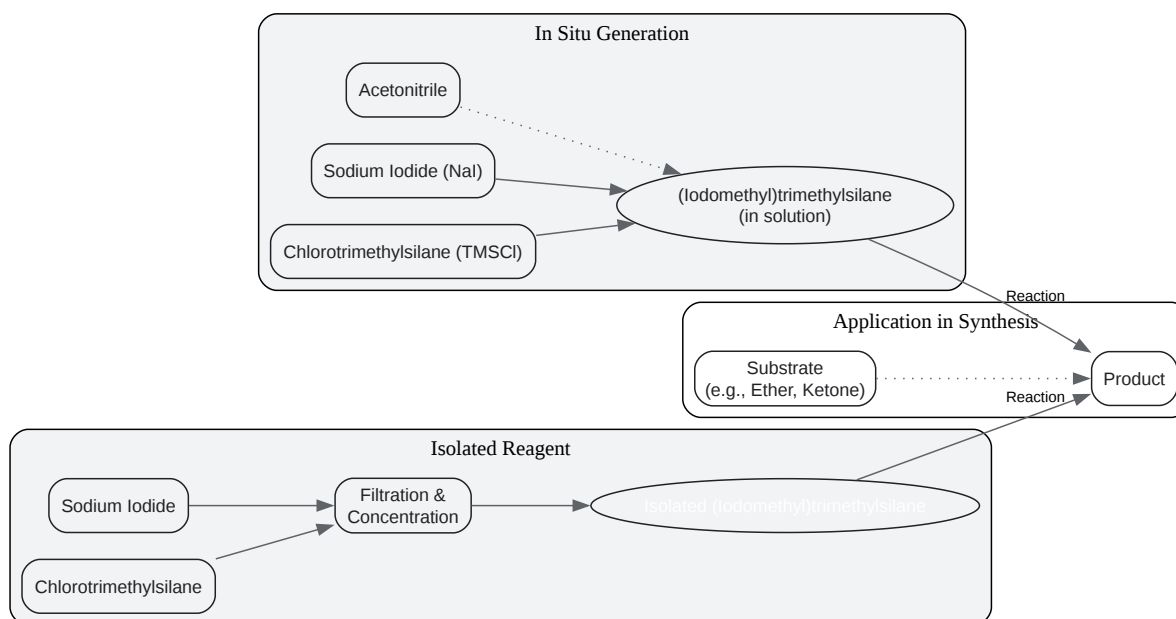 In Situ Generation
Acetonitrile
Sodium Iodide (NaI)
(Iodomethyl)trimethylsilane
(in solution)
Chlorotrimethylsilane (TMSCl)
Reaction
Application in Synthesis
Substrate
(e.g., Ether, Ketone)
Product
Reaction
Isolated Reagent
Sodium Iodide
Filtration &
Concentration
Isolated (Iodomethyl)trimethylsilane
Chlorotrimethylsilane